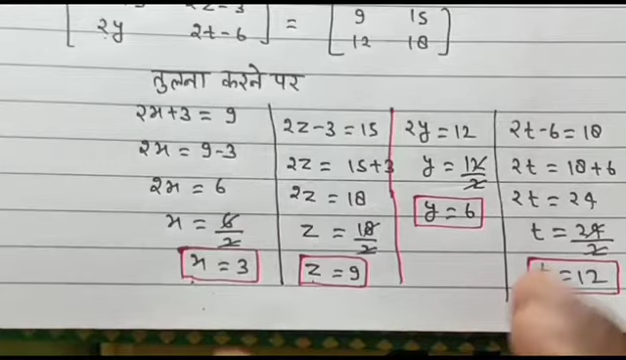 2z-3
2y 2t-6 = 9 15
12 18
तुलना करने पर
2x+3 = 9
2x = 9-3
2x = 6
x = 6/2
x = 3
2z-3 = 15
2z = 15+3
2z = 18
z = 18/2
z = 9
2y = 12
y = 12/2
y = 6
2t-6 = 18
2t = 18+6
2t = 24
t = 24/2
t = 12